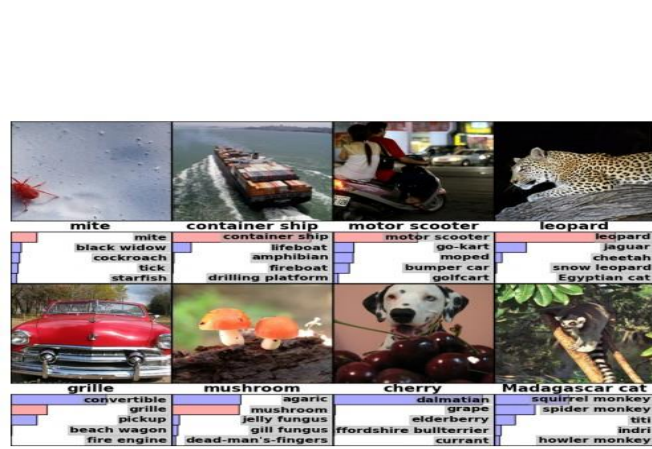 mite container ship motor scooter leopard
mite
black widow
cockroach
tick
starfish
container ship
lifeboat
amphibian
fireboat
drilling platform
motor scooter
go-kart
moped
bumper car
golfcart
leopard
jaguar
cheetah
snow leopard
Egyptian cat
grille mushroom cherry Madagascar cat
convertible
grille
pickup
beach wagon
fire engine
agaric
mushroom
jelly fungus
gill fungus
dead-man's-fingers
dalmatian
grape
elderberry
ffordshire bullterrier
currant
squirrel monkey
spider monkey
titi
indri
howler monkey